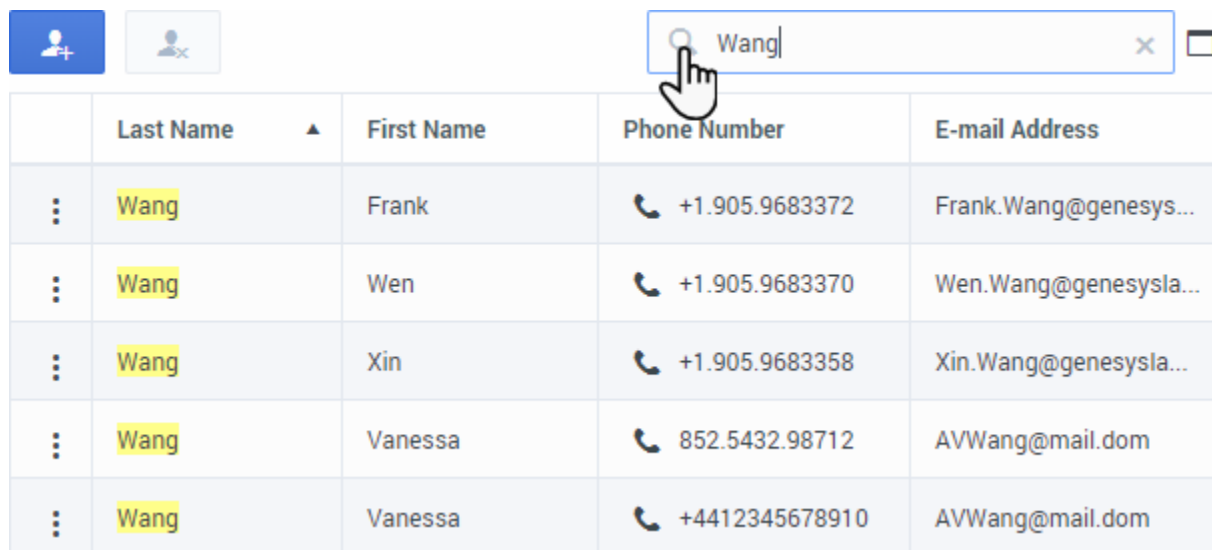 Wang
Last Name First Name Phone Number E-mail Address
Wang Frank +1.905.9683372 Frank.Wang@genesys...
Wang Wen +1.905.9683370 Wen.Wang@genesysla...
Wang Xin +1.905.9683358 Xin.Wang@genesysla...
Wang Vanessa 852.5432.98712 AVWang@mail.dom
Wang Vanessa +4412345678910 AVWang@mail.dom